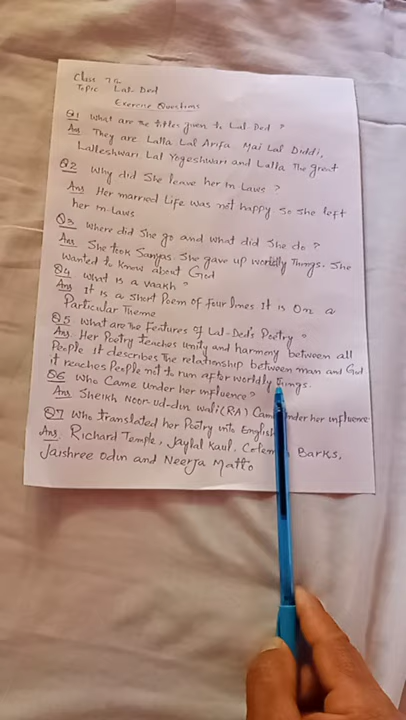 Class 7th
Topic Lal Ded
Exercise Questions
Q1 What are the titles given to Lal Ded ?
Ans They are Lalla Lal Arifa Mai Lal Diddi,
Lalleshwari, Lal Yogeshwari and Lalla The great
Q2 Why did She leave her in Laws ?
Ans Her married Life was not happy So She left
her in-Laws
Q3 Where did She go and what did She do ?
Ans She took Sanyas. She gave up worldly Things. She
wanted to know about God
Q4 What is a vaakh ?
Ans It is a Short Poem of four lines It is On a
Particular Theme
Q5 What are the Features of Lal-Ded's Poetry ?
Ans. Her Poetry teaches unity and harmony between all
People It describes the relationship between man and God
it teaches People not to run after worldly Things.
Q6 Who Came under her influence ?
Ans Sheikh Noor-ud-din wali (RA) Came under her influence
Q7 Who translated her Poetry into English
Ans. Richard Temple, Jaylal Kaul, Coleman Barks,
Jaishree Odin and Neerja Matto